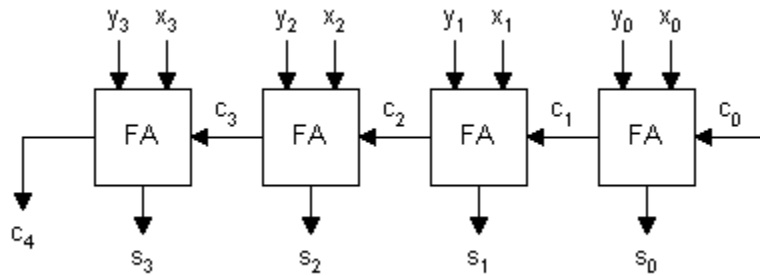 y₃ x₃ y₂ x₂ y₁ x₁ y₀ x₀
c₃ c₂ c₁ c₀
FA FA FA FA
c₄
s₃ s₂ s₁ s₀